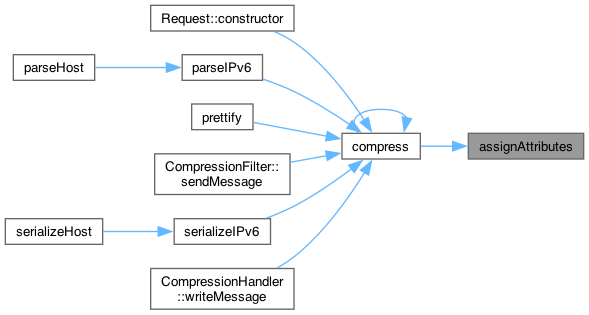 Request::constructor
parseHost
parseIPv6
prettify
compress
assignAttributes
CompressionFilter::
sendMessage
serializeHost
serializeIPv6
CompressionHandler
::writeMessage